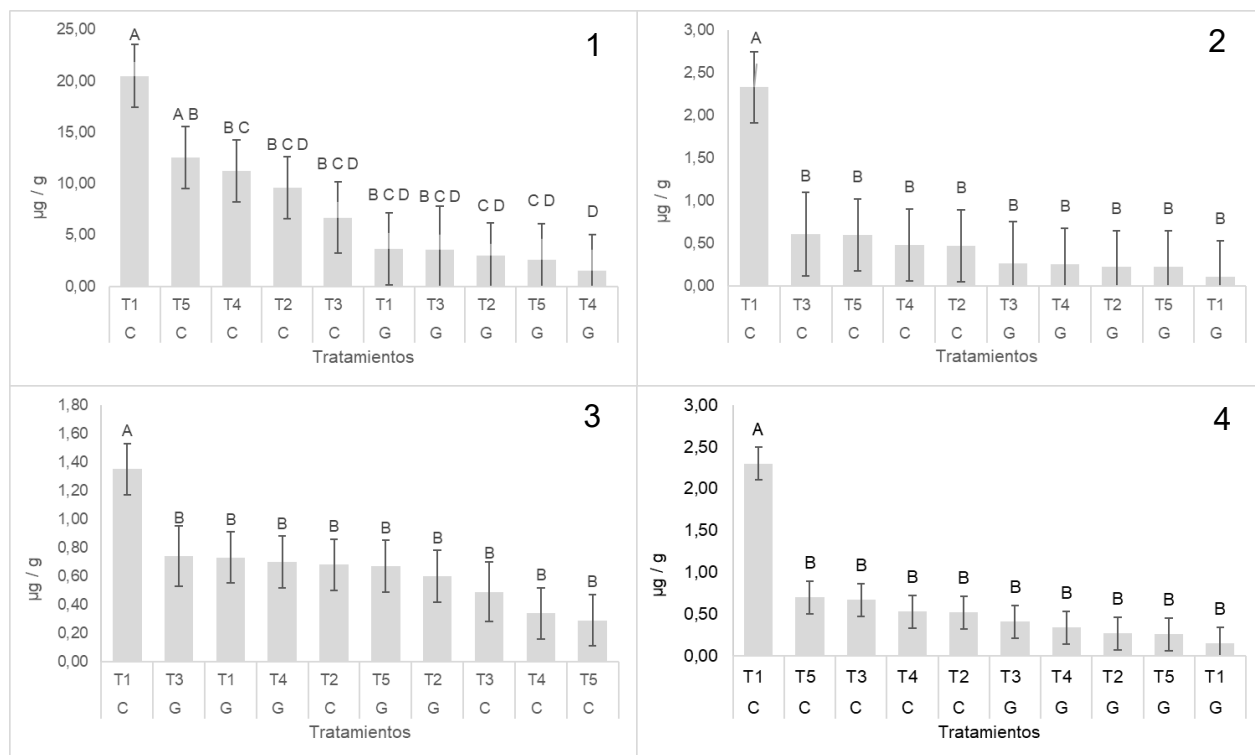 1
25,00
20,00
15,00
10,00
5,00
0,00
µg / g
A
A B
B C
B C D
B C D
B C D
B C D
C D
C D
D
T1 T5 T4 T2 T3 T1 T3 T2 T5 T4
C C C C C G G G G G
Tratamientos
2
3,00
2,50
2,00
1,50
1,00
0,50
0,00
µg / g
A B B B B B B B B B
T1 T3 T5 T4 T2 T3 T4 T2 T5 T1
C C C C C G G G G G
Tratamientos
3
1,80
1,60
1,40
1,20
1,00
0,80
0,60
0,40
0,20
0,00
µg / g
A B B B B B B B B B
T1 T3 T1 T4 T2 T5 T2 T3 T4 T5
C G G G C G G C C C
Tratamientos
4
3,00
2,50
2,00
1,50
1,00
0,50
0,00
µg / g
A B B B B B B B B B
T1 T5 T3 T4 T2 T3 T4 T2 T5 T1
C C C C C G G G G G
Tratamientos